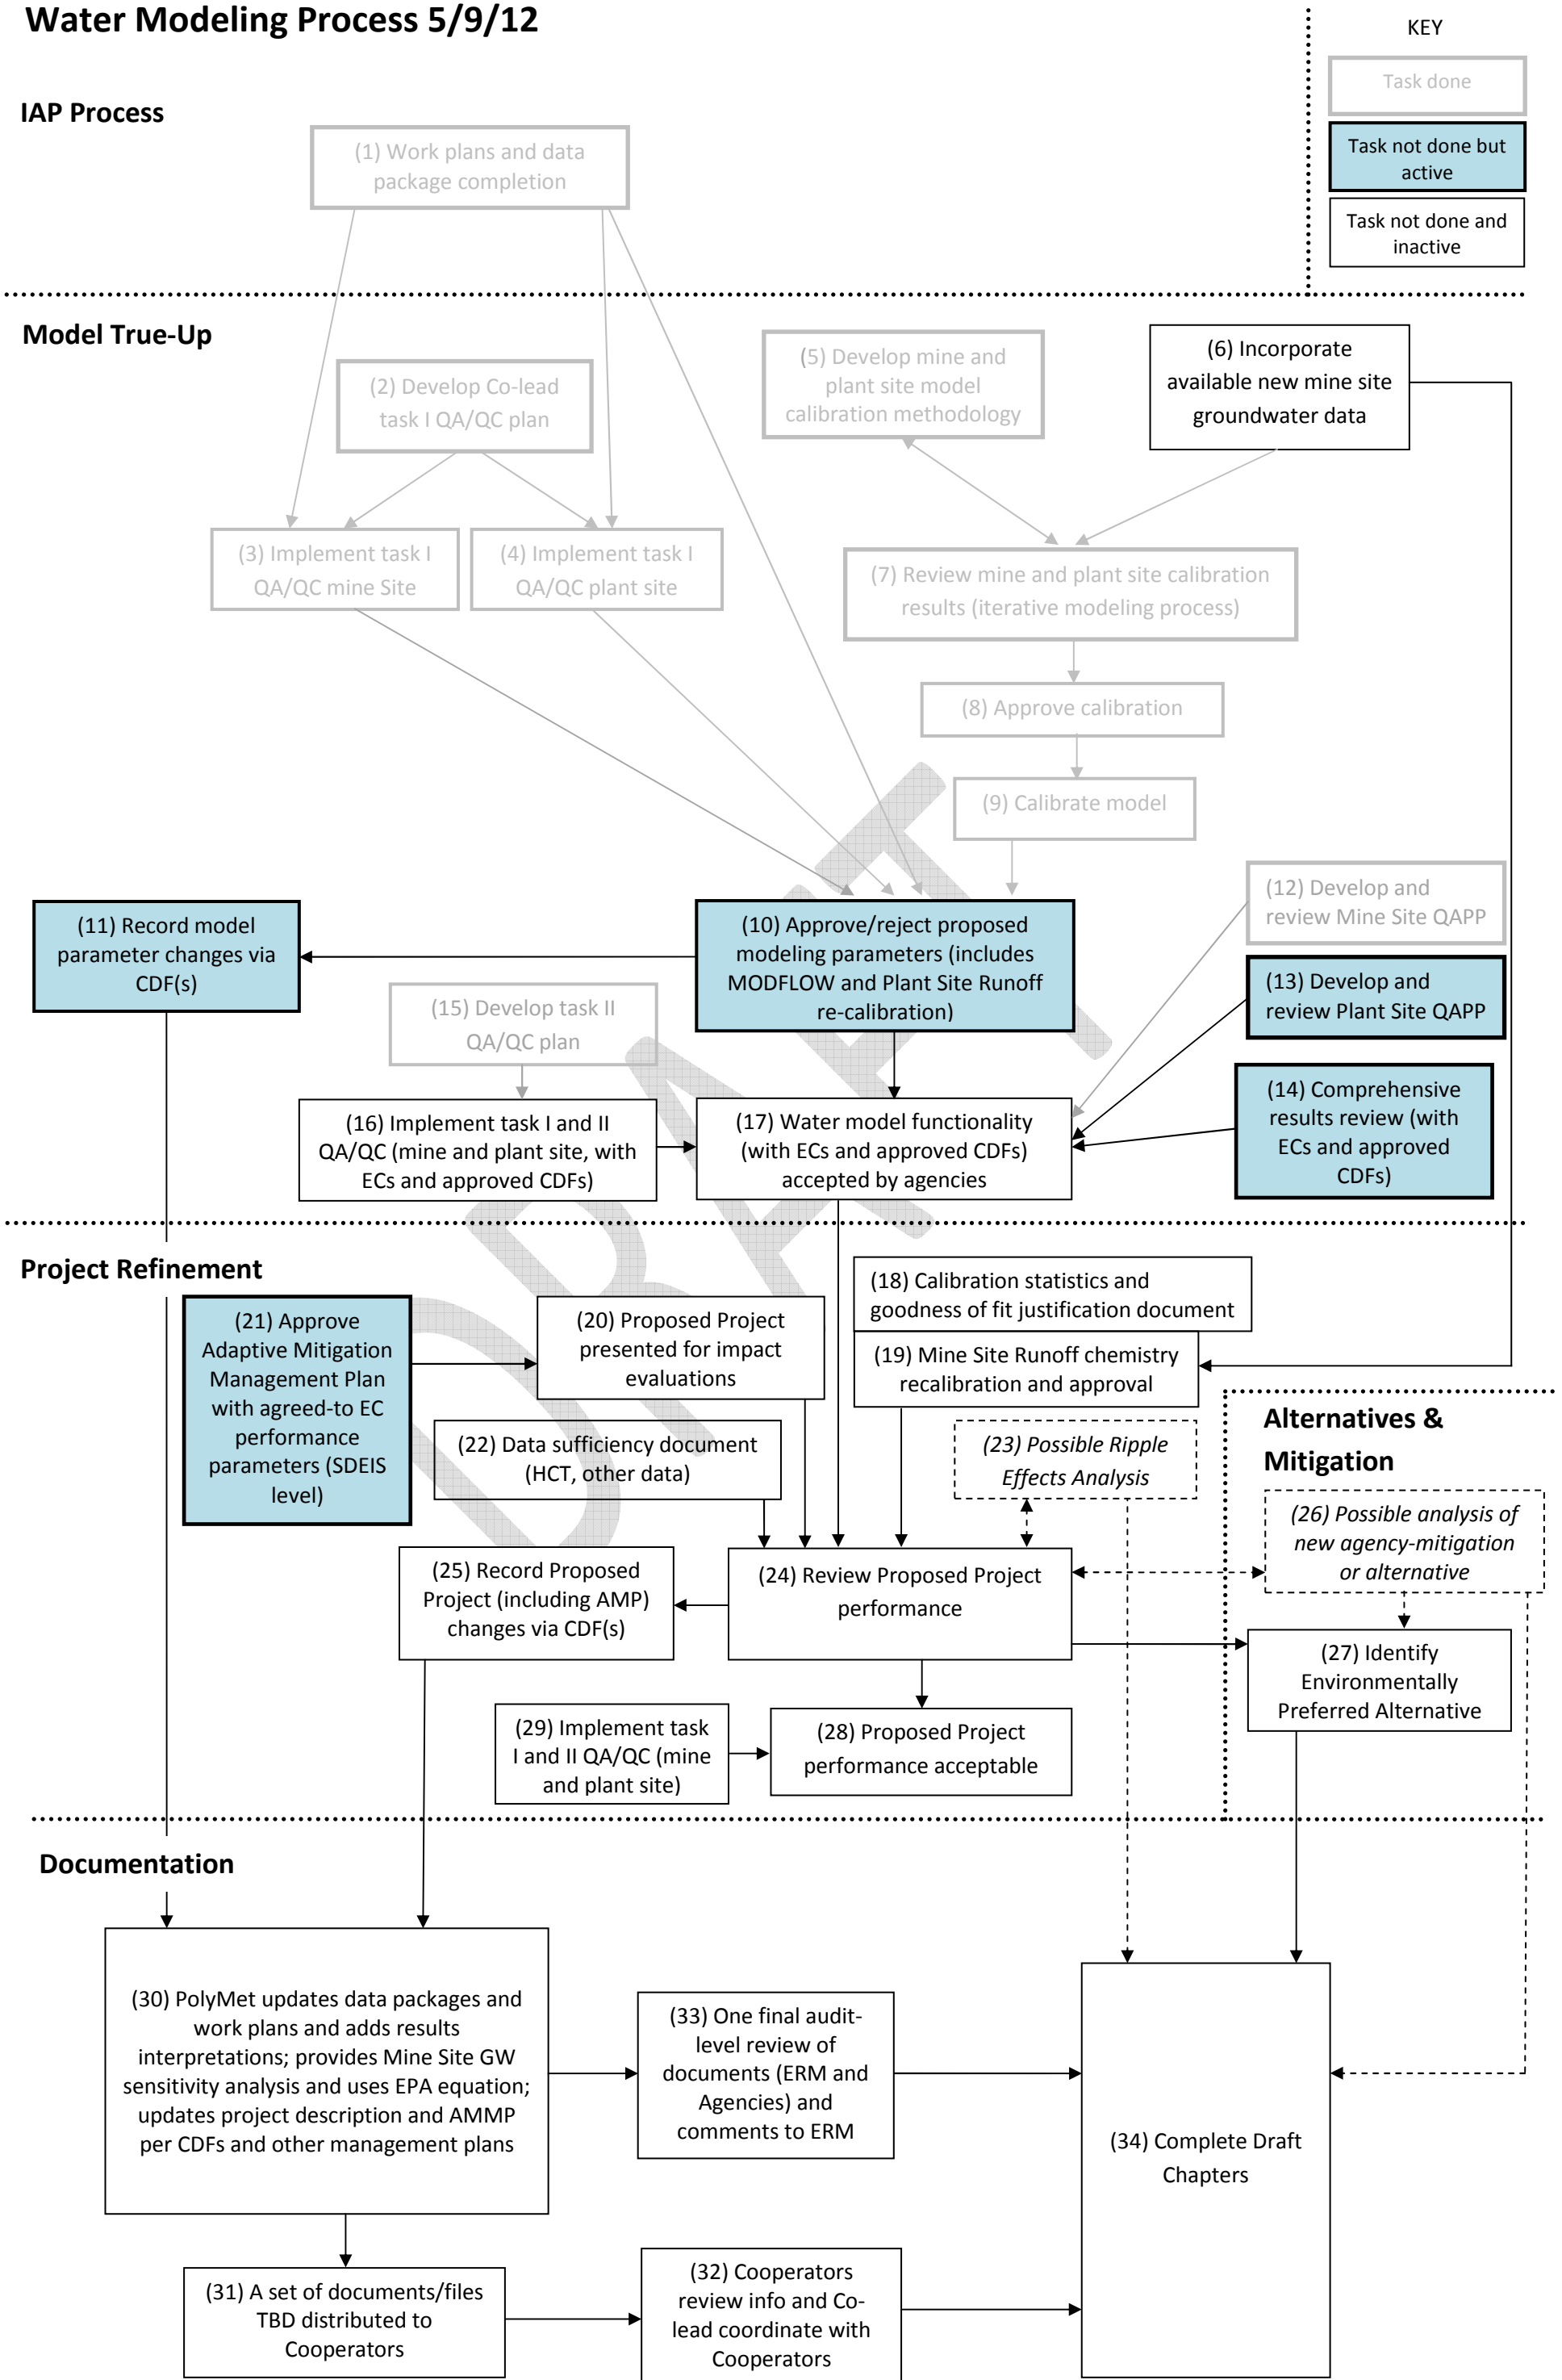 Water Modeling Process 5/9/12
KEY
Task done
Task not done but
active
Task not done and
inactive
IAP Process
(1) Work plans and data
package completion
Model True-Up
(2) Develop Co-lead
task I QA/QC plan
(5) Develop mine and
plant site model
calibration methodology
(6) Incorporate
available new mine site
groundwater data
(3) Implement task I
QA/QC mine Site
(4) Implement task I
QA/QC plant site
(7) Review mine and plant site calibration
results (iterative modeling process)
(8) Approve calibration
(9) Calibrate model
(10) Approve/reject proposed
modeling parameters (includes
MODFLOW and Plant Site Runoff
re-calibration)
(11) Record model
parameter changes via
CDF(s)
(12) Develop and
review Mine Site QAPP
(13) Develop and
review Plant Site QAPP
(14) Comprehensive
results review (with
ECs and approved
CDFs)
(15) Develop task II
QA/QC plan
(16) Implement task I and II
QA/QC (mine and plant site, with
ECs and approved CDFs)
(17) Water model functionality
(with ECs and approved CDFs)
accepted by agencies
DRAFT
Project Refinement
(18) Calibration statistics and
goodness of fit justification document
(19) Mine Site Runoff chemistry
recalibration and approval
(20) Proposed Project
presented for impact
evaluations
(21) Approve
Adaptive Mitigation
Management Plan
with agreed-to EC
performance
parameters (SDEIS
level)
(22) Data sufficiency document
(HCT, other data)
(23) Possible Ripple
Effects Analysis
Alternatives &
Mitigation
(24) Review Proposed Project
performance
(25) Record Proposed
Project (including AMP)
changes via CDF(s)
(26) Possible analysis of
new agency-mitigation
or alternative
(27) Identify
Environmentally
Preferred Alternative
(28) Proposed Project
performance acceptable
(29) Implement task
I and II QA/QC (mine
and plant site)
Documentation
(30) PolyMet updates data packages and
work plans and adds results
interpretations; provides Mine Site GW
sensitivity analysis and uses EPA equation;
updates project description and AMMP
per CDFs and other management plans
(33) One final audit-
level review of
documents (ERM and
Agencies) and
comments to ERM
(34) Complete Draft
Chapters
(31) A set of documents/files
TBD distributed to
Cooperators
(32) Cooperators
review info and Co-
lead coordinate with
Cooperators